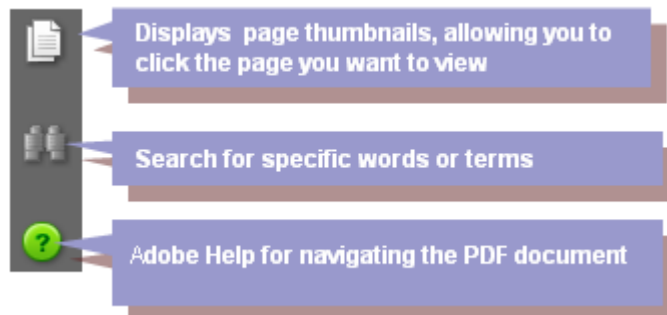 Displays page thumbnails, allowing you to
click the page you want to view
Search for specific words or terms
?
Adobe Help for navigating the PDF document